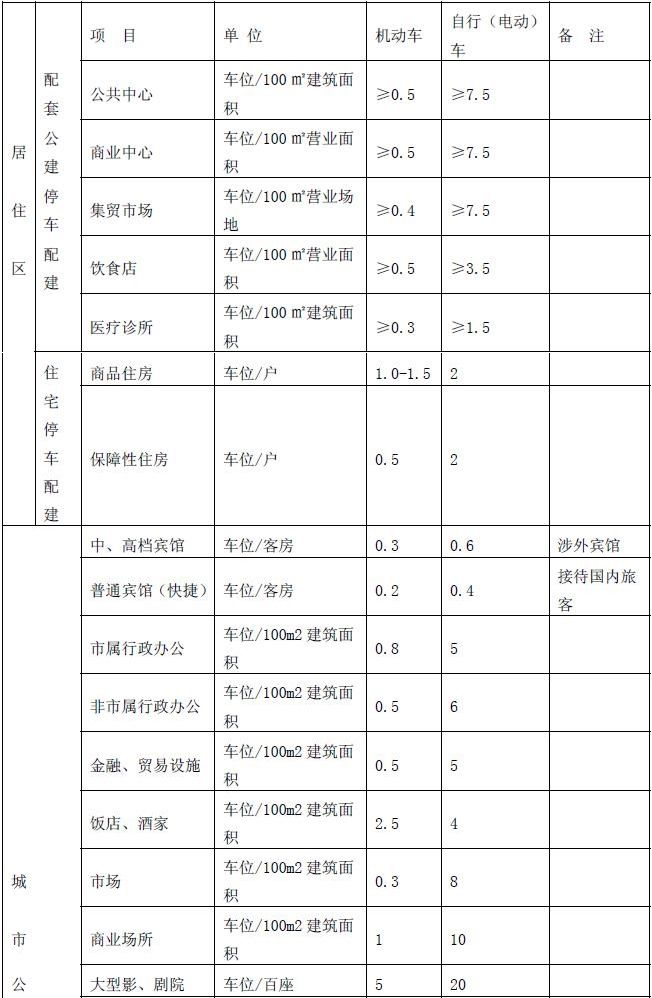 项 目 单 位 机动车 自行（电动）车 备 注
居住区
配套公建停车配建
公共中心 车位/100 ㎡建筑面积 ≥0.5 ≥7.5
商业中心 车位/100 ㎡营业面积 ≥0.5 ≥7.5
集贸市场 车位/100 ㎡营业场地 ≥0.4 ≥7.5
饮食店 车位/100 ㎡营业面积 ≥0.5 ≥3.5
医疗诊所 车位/100 ㎡建筑面积 ≥0.3 ≥1.5
住宅停车配建
商品住房 车位/户 1.0-1.5 2
保障性住房 车位/户 0.5 2
城市公
中、高档宾馆 车位/客房 0.3 0.6 涉外宾馆
普通宾馆（快捷） 车位/客房 0.2 0.4 接待国内旅客
市属行政办公 车位/100m2 建筑面积 0.8 5
非市属行政办公 车位/100m2 建筑面积 0.5 6
金融、贸易设施 车位/100m2 建筑面积 0.5 5
饭店、酒家 车位/100m2 建筑面积 2.5 4
市场 车位/100m2 建筑面积 0.3 8
商业场所 车位/100m2 建筑面积 1 10
大型影、剧院 车位/百座 5 20